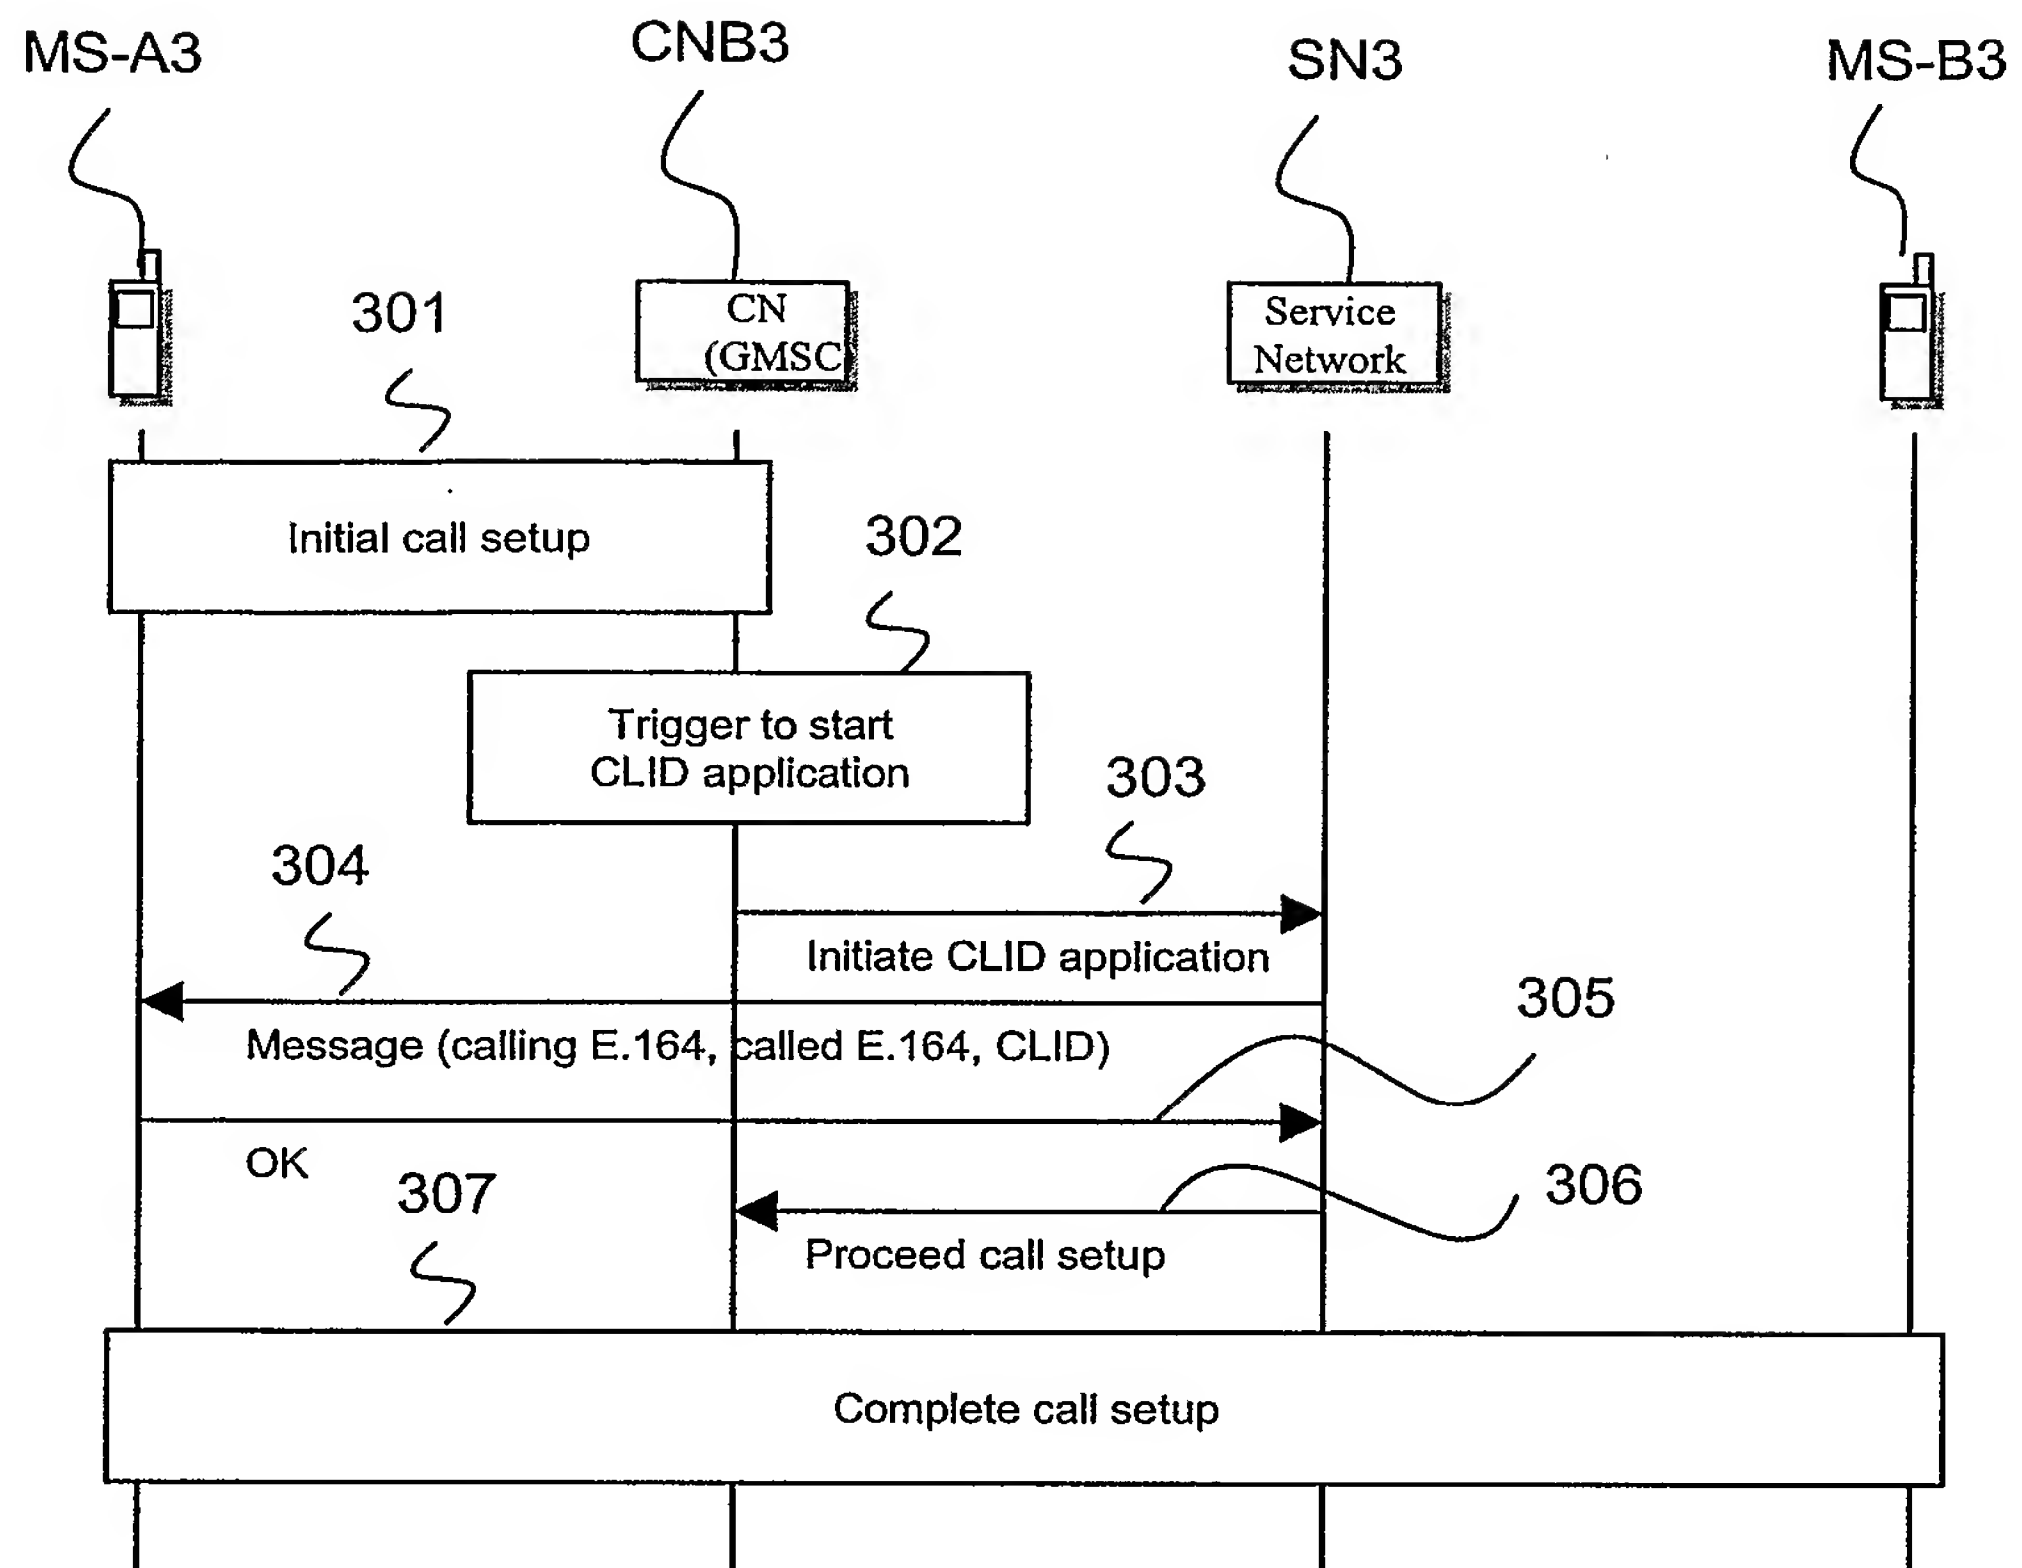 MS-A3
CNB3
SN3
MS-B3
301
CN
(GMSC)
Service
Network
Initial call setup
302
Trigger to start
CLID application
303
304
Initiate CLID application
305
Message (calling E.164, called E.164, CLID)
OK
307
306
Proceed call setup
Complete call setup